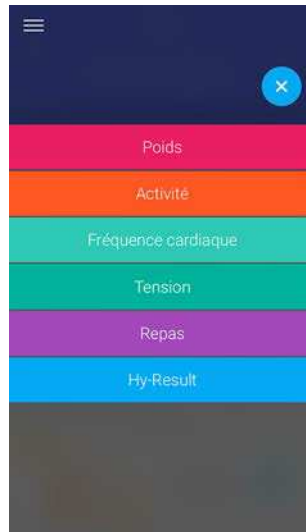 Poids
Activité
Fréquence cardiaque
Tension
Repas
Hy-Result